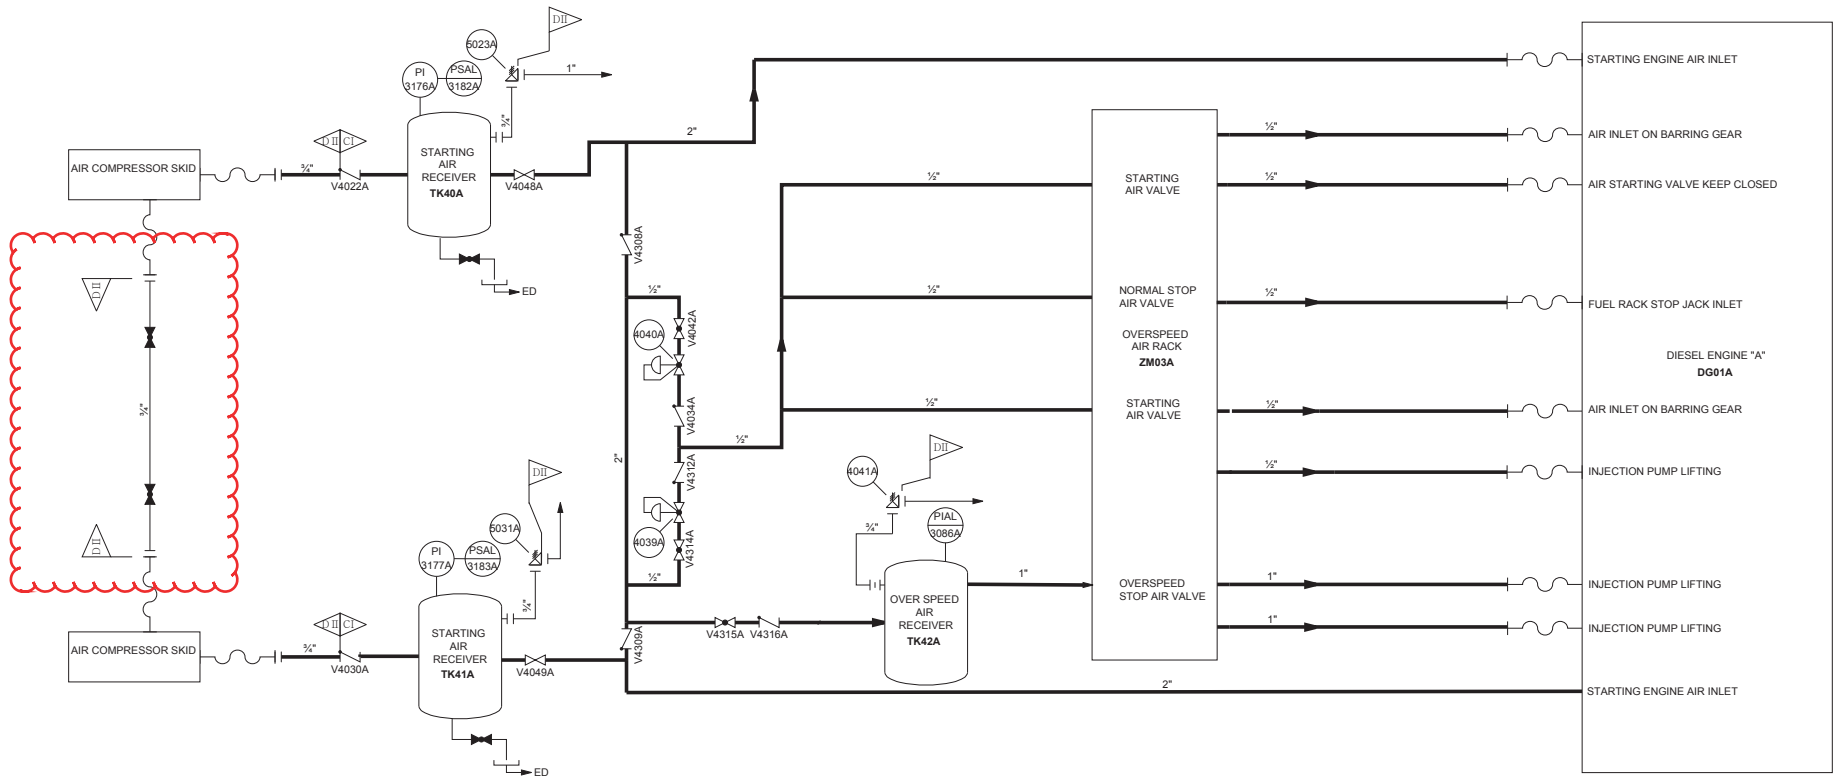 DII
5023A
STARTING ENGINE AIR INLET
PI
3176A
PSAL
3182A
1"
¾"
2"
½"
AIR INLET ON BARRING GEAR
DII CI
AIR COMPRESSOR SKID
¾"
V4022A
STARTING
AIR
RECEIVER
TK40A
V4048A
½"
STARTING
AIR VALVE
½"
AIR STARTING VALVE KEEP CLOSED
V4308A
ED
DII
½"
½"
NORMAL STOP
AIR VALVE
½"
FUEL RACK STOP JACK INLET
4040A
V4042A
OVERSPEED
AIR RACK
ZM03A
DIESEL ENGINE "A"
DG01A
¾"
V4034A
½"
STARTING
AIR VALVE
½"
AIR INLET ON BARRING GEAR
½"
2"
V4312A
DII
4041A
½"
INJECTION PUMP LIFTING
DII
5031A
4039A
V4314A
¾"
PIAL
3086A
DII
PI
3177A
PSAL
3183A
½"
1"
OVERSPEED
STOP AIR VALVE
1"
INJECTION PUMP LIFTING
¾"
OVER SPEED
AIR
RECEIVER
TK42A
1"
INJECTION PUMP LIFTING
DII CI
AIR COMPRESSOR SKID
¾"
V4030A
STARTING
AIR
RECEIVER
TK41A
V4049A
V4309A
V4315A
V4316A
2"
STARTING ENGINE AIR INLET
ED